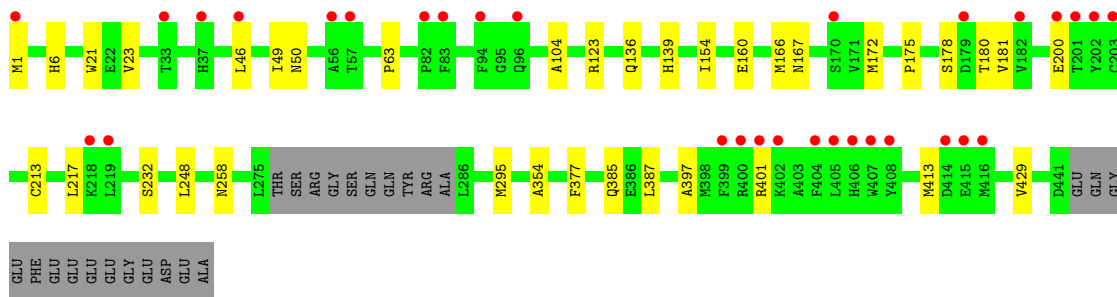 M1 H6 W21 E22 V23 T33 H37 L46 I49 N50 A56 T57 P63 P82 F83 F94 G95 Q96 A104 R123 Q136 H139 I154 E160 M166 N167 S170 V171 M172 P175 S178 D179 T180 V181 V182 E200 T201 Y202 C203
C213 L217 K218 L219 S232 L248 N258 L275 THR SER ARG GLY SER GLN GLN TYR ARG ALA L286 M295 A354 F377 Q385 E386 L387 A397 M398 F399 R400 R401 K402 A403 F404 L405 H406 W407 Y408 M413 D414 E415 M416 V429 D441 GLU GLN GLY
GLU PHE GLU GLU GLU GLU GLY GLU ASP GLU ALA